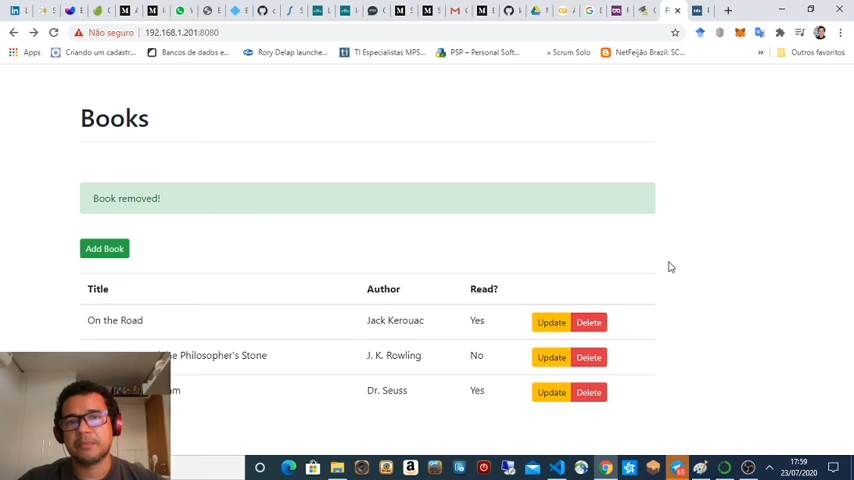 Não seguro 192.168.1.201:8080
Apps Criando um cadastr... Bancos de dados e... Rory Delap launche... TI Especialistas MPS... PSP – Personal Soft... » Scrum Solo NetFeijão Brazil: SC... » Outros favoritos
Books
Book removed!
Add Book
Title Author Read?
On the Road Jack Kerouac Yes Update Delete
Philosopher's Stone J. K. Rowling No Update Delete
Dr. Seuss Yes Update Delete
17:59
23/07/2020